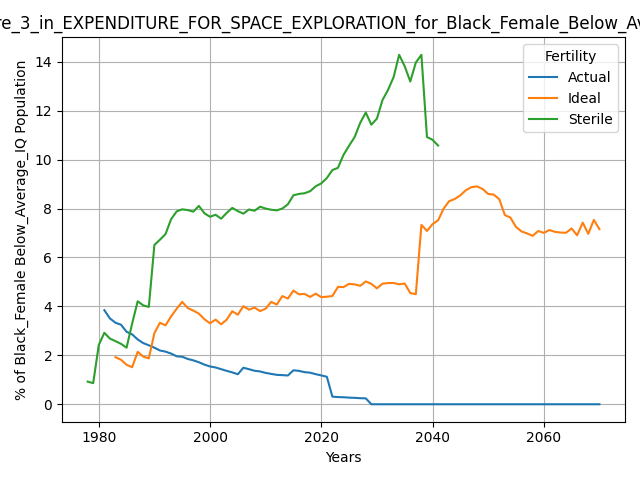 re_3_in_EXPENDITURE_FOR_SPACE_EXPLORATION_for_Black_Female_Below_Av
% of Black_Female Below_Average_IQ Population
14
12
10
8
6
4
2
0
Fertility
Actual
Ideal
Sterile
1980
2000
2020
2040
2060
Years